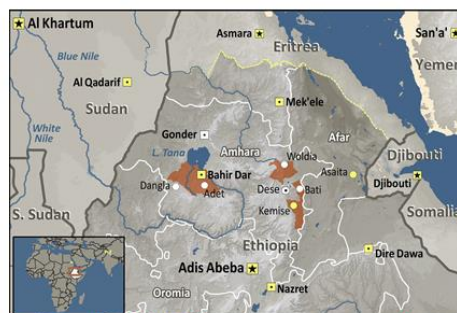 Al Khartum
Asmara
Eritrea
San'a'
Yemen
Blue Nile
Al Qadarif
Sudan
Mek'ele
Afar
White
Nile
Gonder
L. Tana
Amhara
Woldia
Djibouti
Asaita
Bahir Dar
Dangla
Adet
Dese
Bati
Djibouti
S. Sudan
Kemise
Somalia
Ethiopia
Dire Dawa
Adis Abeba
Oromia
Nazret